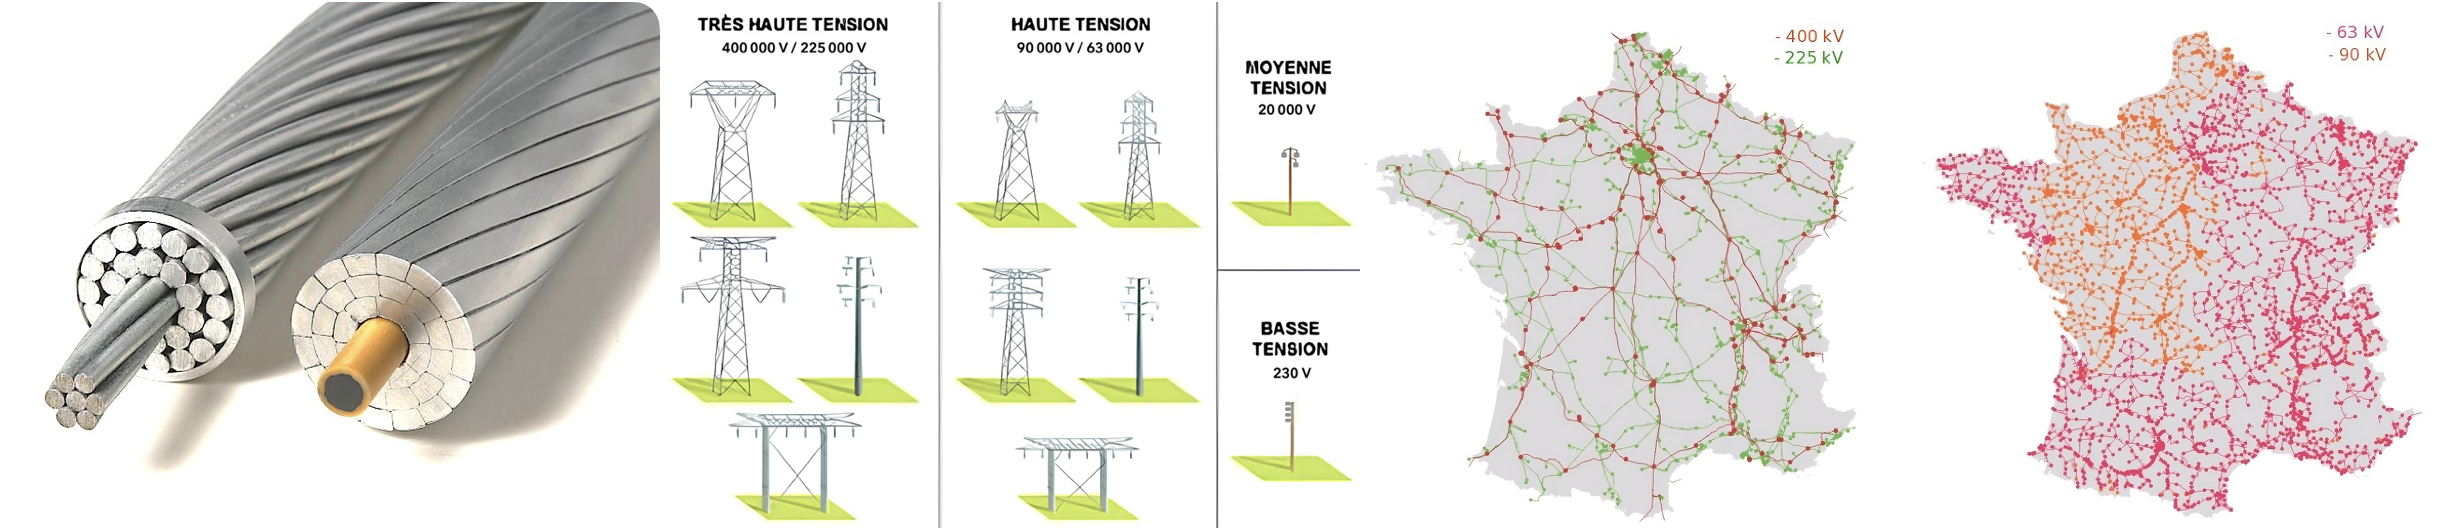 TRÈS HAUTE TENSION
400 000 V / 225 000 V
HAUTE TENSION
90 000 V / 63 000 V
MOYENNE
TENSION
20 000 V
BASSE
TENSION
230 V
- 400 kV
- 225 kV
- 63 kV
- 90 kV